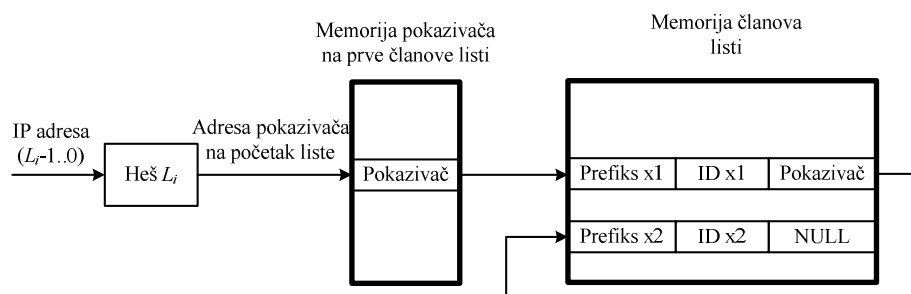 Memorija pokazivača
na prve članove listi
Memorija članova
listi
IP adresa
(Li-1..0)
Heš Li
Adresa pokazivača
na početak liste
Pokazivač
Prefiks x1 ID x1 Pokazivač
Prefiks x2 ID x2 NULL